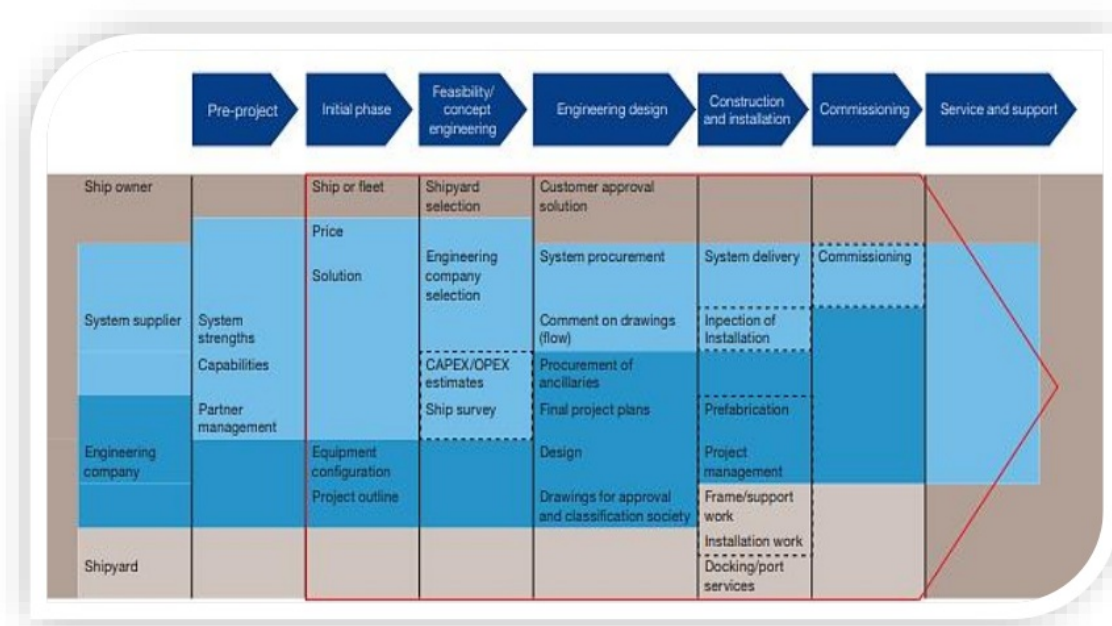 Pre-project
Initial phase
Feasibility/
concept
engineering
Engineering design
Construction
and installation
Commissioning
Service and support
Ship owner
Ship or fleet
Shipyard
selection
Customer approval
solution
Price
Solution
Engineering
company
selection
System procurement
System delivery
Commissioning
System supplier
System
strengths
Comment on drawings
(flow)
Inpection of
Installation
Capabilities
CAPEX/OPEX
estimates
Procurement of
ancillaries
Partner
management
Ship survey
Final project plans
Prefabrication
Engineering
company
Equipment
configuration
Design
Project
management
Project outline
Drawings for approval
and classification society
Frame/support
work
Installation work
Shipyard
Docking/port
services